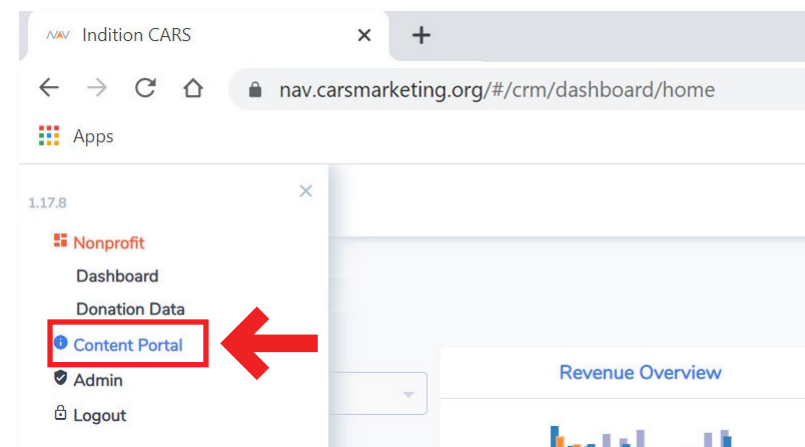 NAV Indition CARS
nav.carsmarketing.org/#/crm/dashboard/home
Apps
1.17.8
Nonprofit
Dashboard
Donation Data
Content Portal
Admin
Logout
Revenue Overview